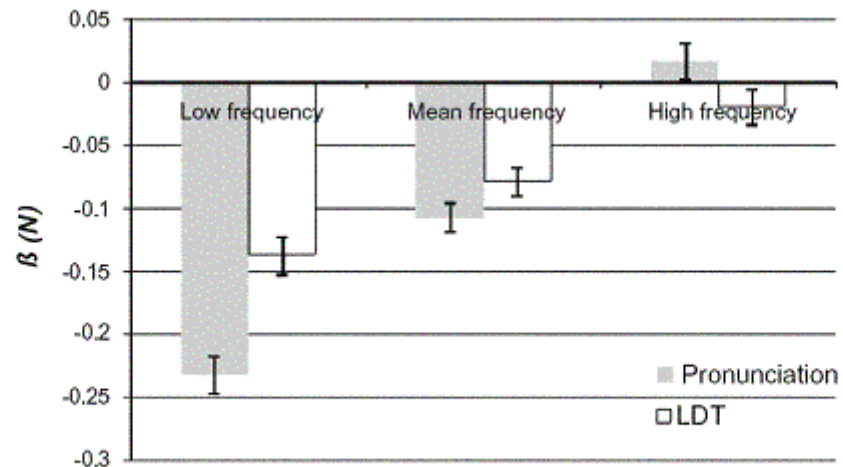 0.05
0
Low frequency Mean frequency High frequency
-0.05
-0.1
ß (N)
-0.15
-0.2
-0.25
-0.3
Pronunciation
LDT